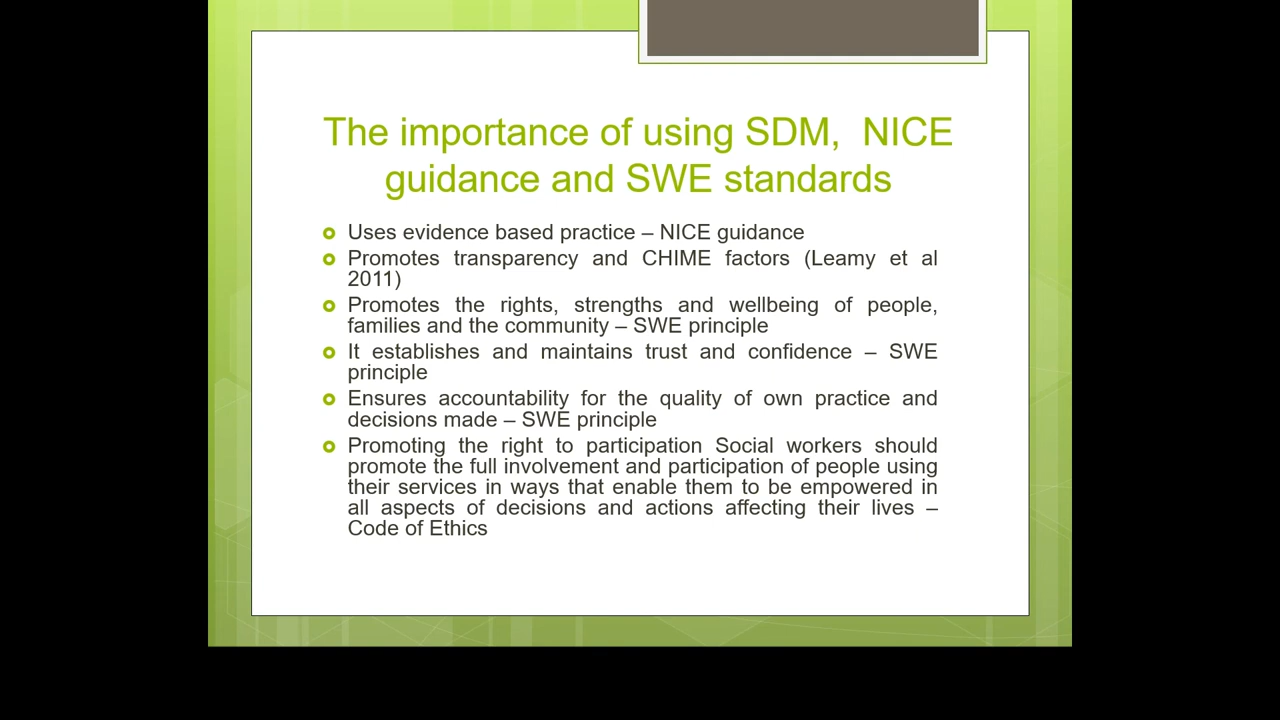 The importance of using SDM,  NICE
guidance and SWE standards
Uses evidence based practice – NICE guidance
Promotes transparency and CHIME factors (Leamy et al
2011)
Promotes the rights, strengths and wellbeing of people,
families and the community – SWE principle
It establishes and maintains trust and confidence – SWE
principle
Ensures accountability for the quality of own practice and
decisions made – SWE principle
Promoting the right to participation Social workers should
promote the full involvement and participation of people using
their services in ways that enable them to be empowered in
all aspects of decisions and actions affecting their lives –
Code of Ethics